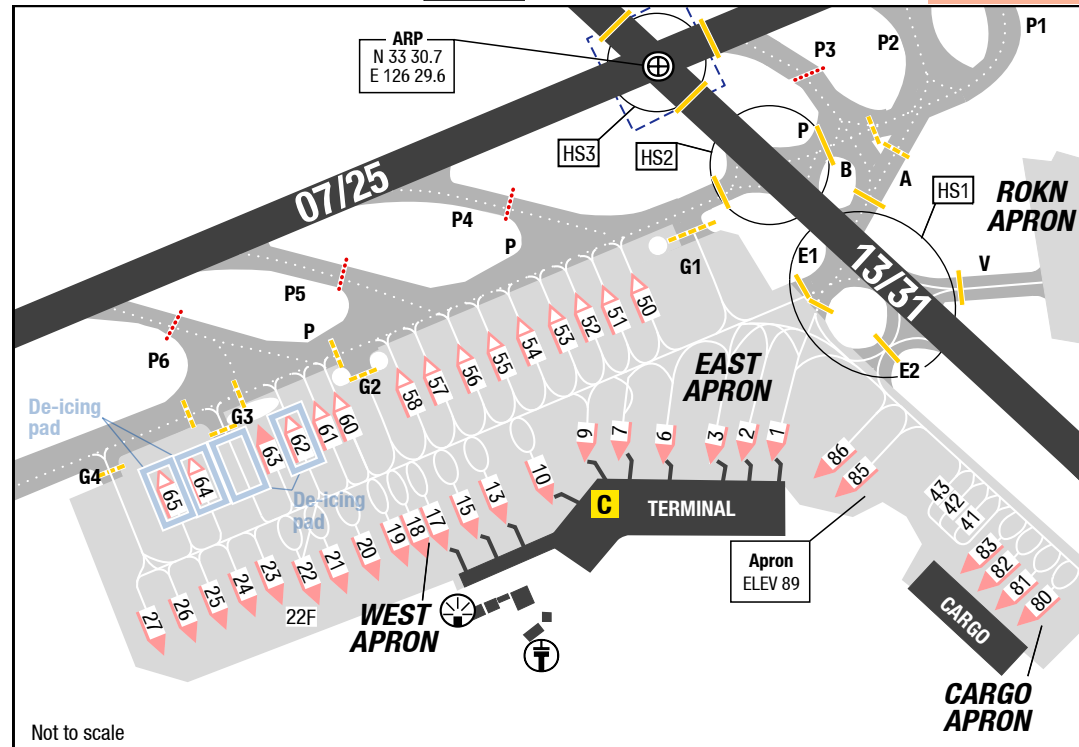 ARP
N 33 30.7
E 126 29.6
P1
P2
P3
HS3
HS2
P
B
A
HS1
ROKN
APRON
07/25
P4
P
G1
E1
13/31
V
P5
P6
P
G2
G3
G4
E2
EAST
APRON
50
51
52
53
54
55
56
57
58
60
61
62
63
64
65
De-icing
pad
De-icing
pad
9
7
6
3
2
1
86
85
10
13
15
17
18
19
20
21
22
23
24
25
26
27
22F
C
TERMINAL
Apron
ELEV 89
WEST
APRON
43
42
41
83
82
81
80
CARGO
CARGO
APRON
Not to scale